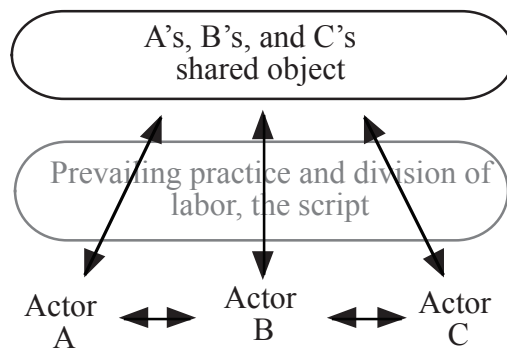 A’s, B’s, and C’s
shared object
Prevailing practice and division of
labor, the script
Actor
A
Actor
B
Actor
C